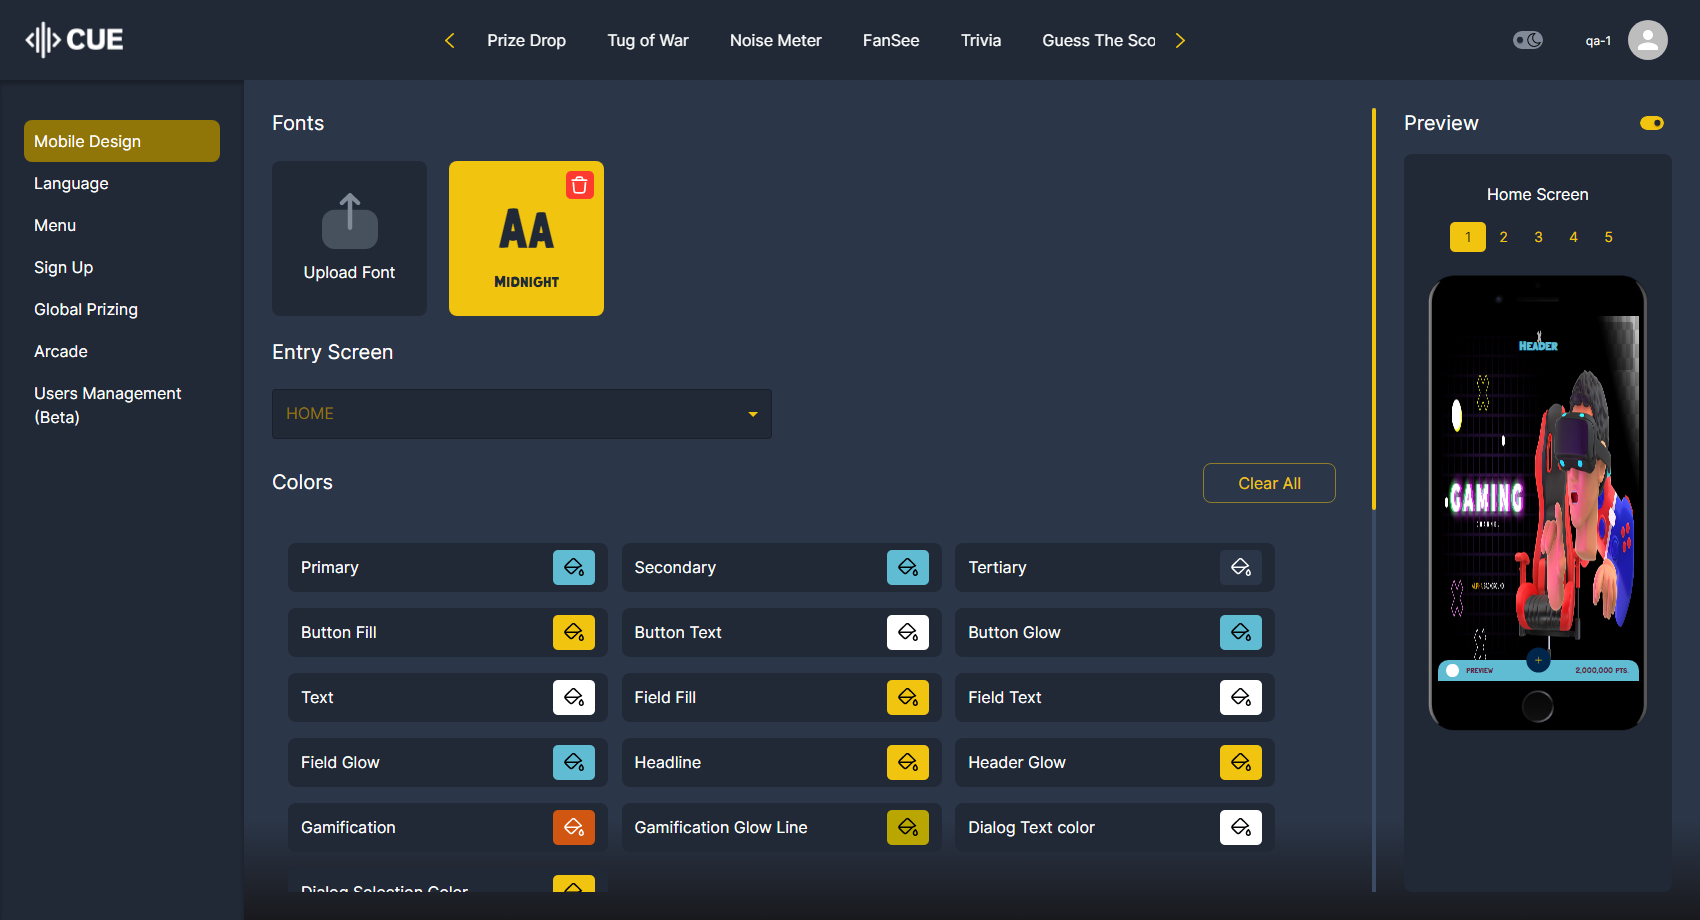 CUE
Prize Drop
Tug of War
Noise Meter
FanSee
Trivia
Guess The Sco
qa-1
Mobile Design
Language
Menu
Sign Up
Global Prizing
Arcade
Users Management
(Beta)
Fonts
Upload Font
AA
MIDNIGHT
Entry Screen
HOME
Colors
Clear All
Primary
Secondary
Tertiary
Button Fill
Button Text
Button Glow
Text
Field Fill
Field Text
Field Glow
Headline
Header Glow
Gamification
Gamification Glow Line
Dialog Text color
Dialog Selection Color
Preview
Home Screen
1 2 3 4 5
HEADER
GAMING
PREVIEW
2,000,000 PTS.